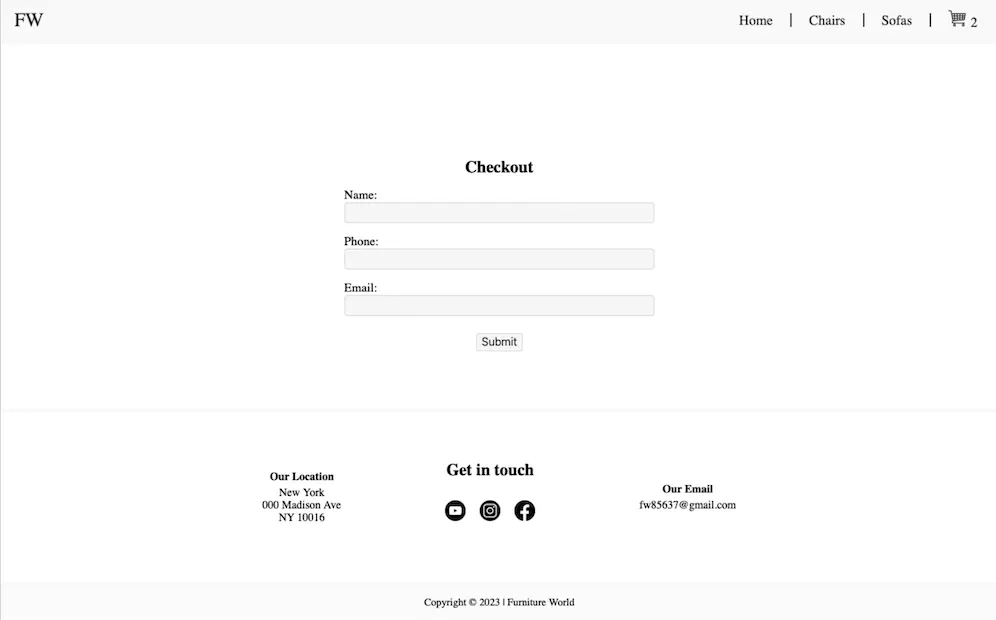 FW
Home | Chairs | Sofas | 2
Checkout
Name:
Phone:
Email:
Submit
Our Location
New York
000 Madison Ave
NY 10016
Get in touch
Our Email
fw85637@gmail.com
Copyright © 2023 | Furniture World